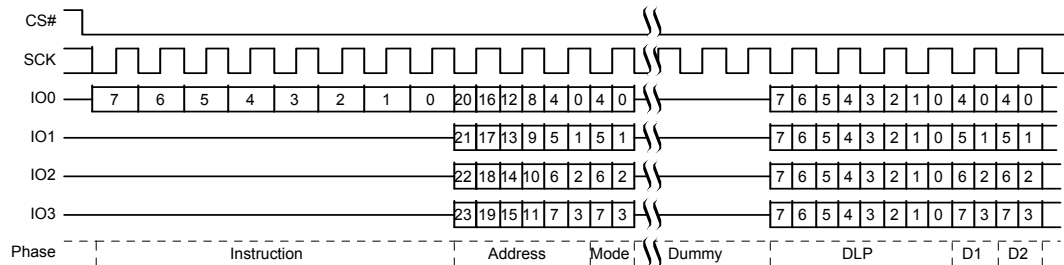 CS#
SCK
IO0 7 6 5 4 3 2 1 0 20 16 12 8 4 0 4 0 7 6 5 4 3 2 1 0 4 0 4 0
IO1 21 17 13 9 5 1 5 1 7 6 5 4 3 2 1 0 5 1 5 1
IO2 22 18 14 10 6 2 6 2 7 6 5 4 3 2 1 0 6 2 6 2
IO3 23 19 15 11 7 3 7 3 7 6 5 4 3 2 1 0 7 3 7 3
Phase Instruction Address Mode Dummy DLP D1 D2